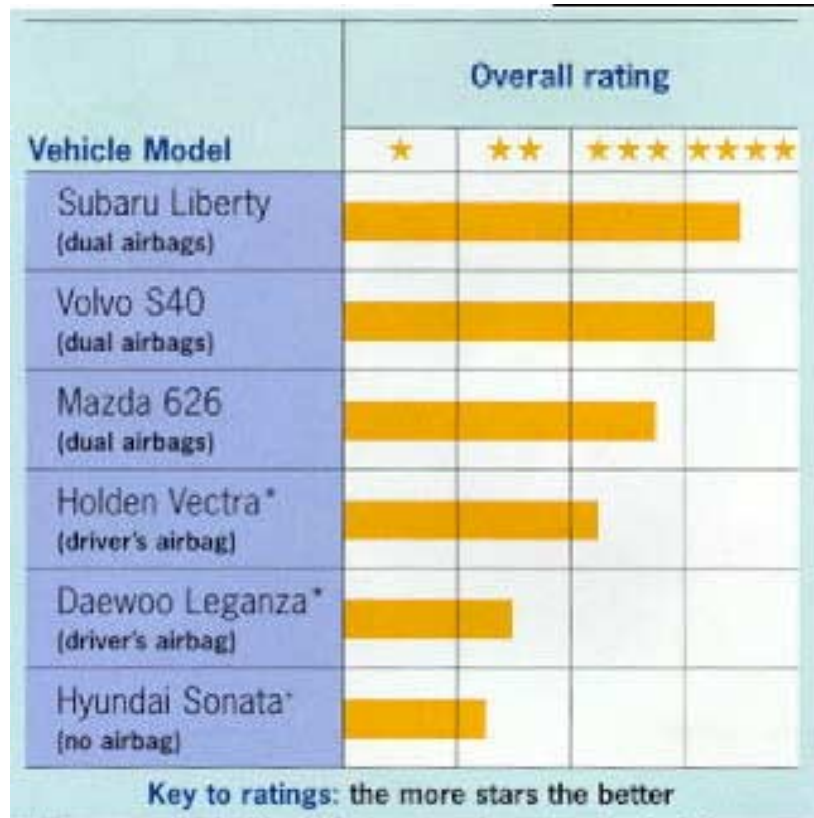 Overall rating
Vehicle Model ★ ★★ ★★★ ★★★★
Subaru Liberty
(dual airbags)
Volvo S40
(dual airbags)
Mazda 626
(dual airbags)
Holden Vectra*
(driver's airbag)
Daewoo Leganza*
(driver's airbag)
Hyundai Sonata*
(no airbag)
Key to ratings: the more stars the better